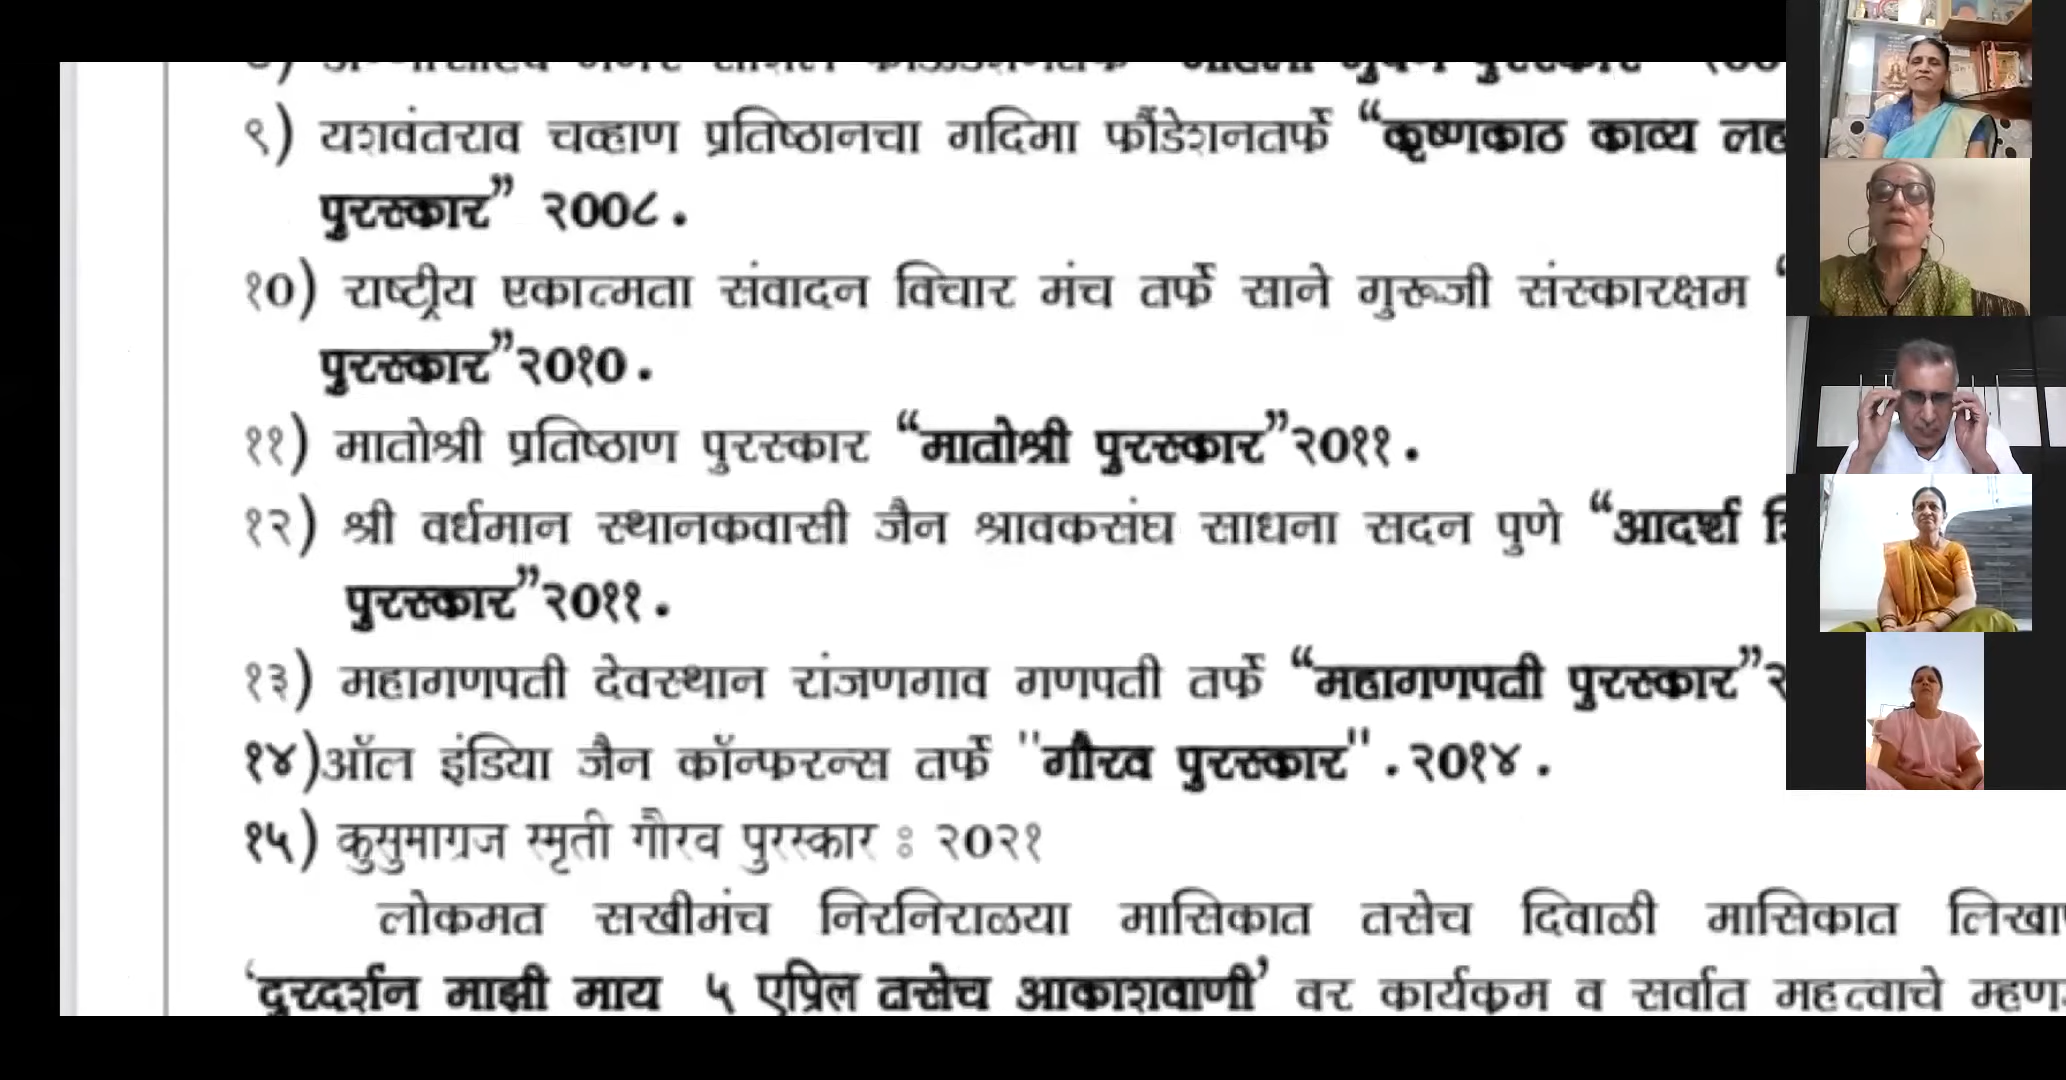 ९) यशवंतराव चव्हाण प्रतिष्ठानचा गदिमा फौंडेशनतर्फे “कृष्णकाठ काव्य
पुरस्कार” २००८.
१०) राष्ट्रीय एकात्मता संवादन विचार मंच तर्फे साने गुरूजी संस्कारक्षम “
पुरस्कार”२०१०.
११) मातोश्री प्रतिष्ठाण पुरस्कार “मातोश्री पुरस्कार”२०११.
१२) श्री वर्धमान स्थानकवासी जैन श्रावकसंघ साधना सदन पुणे “आदर्श
पुरस्कार”२०११.
१३) महागणपती देवस्थान रांजणगाव गणपती तर्फे “महागणपती पुरस्कार”
१४)ऑल इंडिया जैन कॉन्फरन्स तर्फे "गौरव पुरस्कार". २०१४.
१५) कुसुमाग्रज स्मृती गौरव पुरस्कार : २०२१
लोकमत सखीमंच निरनिराळया मासिकात तसेच दिवाळी मासिकात
‘दूरदर्शन माझी माय ५ एप्रिल तसेच आकाशवाणी’ वर कार्यक्रम व सर्वात महत्वाचे